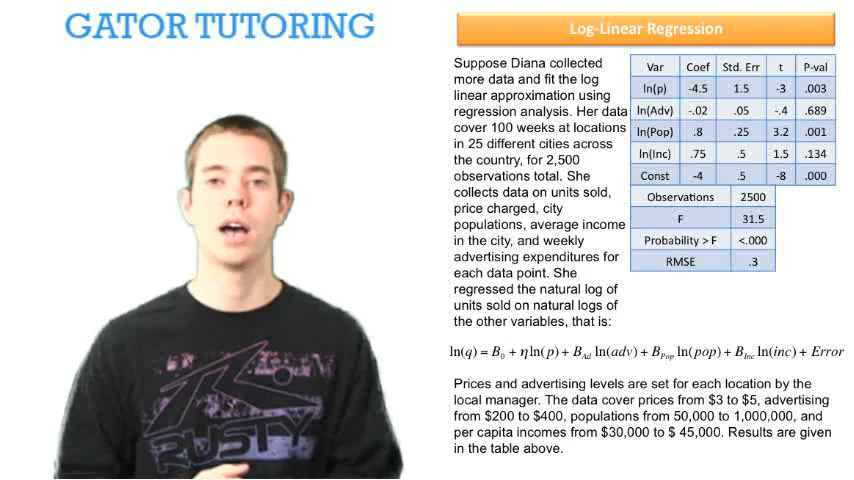 GATOR TUTORING
Log-Linear Regression
Suppose Diana collected
more data and fit the log
linear approximation using
regression analysis. Her data
cover 100 weeks at locations
in 25 different cities across
the country, for 2,500
observations total. She
collects data on units sold,
price charged, city
populations, average income
in the city, and weekly
advertising expenditures for
each data point. She
regressed the natural log of
units sold on natural logs of
the other variables, that is:
Var Coef Std. Err t P-val
ln(p) -4.5 1.5 -3 .003
ln(Adv) -.02 .05 -.4 .689
ln(Pop) .8 .25 3.2 .001
ln(Inc) .75 .5 1.5 .134
Const -4 .5 -8 .000
Observations 2500
F 31.5
Probability > F <.000
RMSE .3
ln(q) = B₀ + η ln(p) + B_Ad ln(adv) + B_Pop ln(pop) + B_Inc ln(inc) + Error
Prices and advertising levels are set for each location by the
local manager. The data cover prices from $3 to $5, advertising
from $200 to $400, populations from 50,000 to 1,000,000, and
per capita incomes from $30,000 to $ 45,000. Results are given
in the table above.
RUSTY